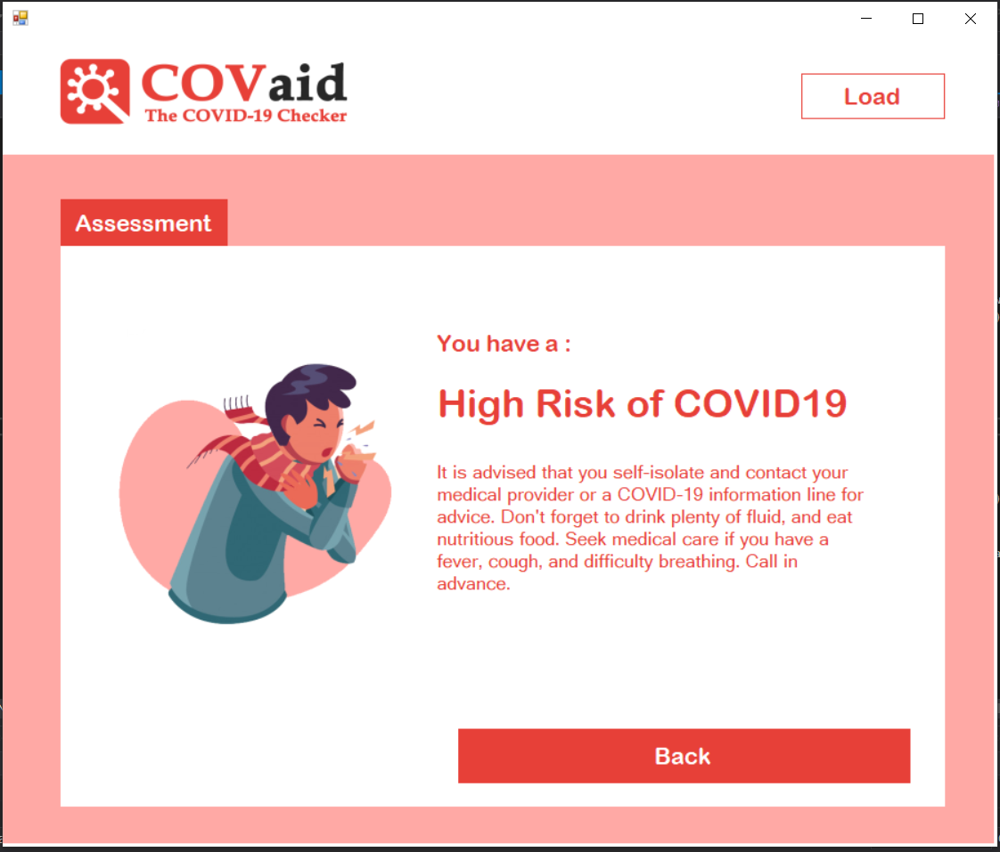 COVaid
The COVID-19 Checker
Load
Assessment
You have a :
High Risk of COVID19
It is advised that you self-isolate and contact your
medical provider or a COVID-19 information line for
advice. Don't forget to drink plenty of fluid, and eat
nutritious food. Seek medical care if you have a
fever, cough, and difficulty breathing. Call in
advance.
Back